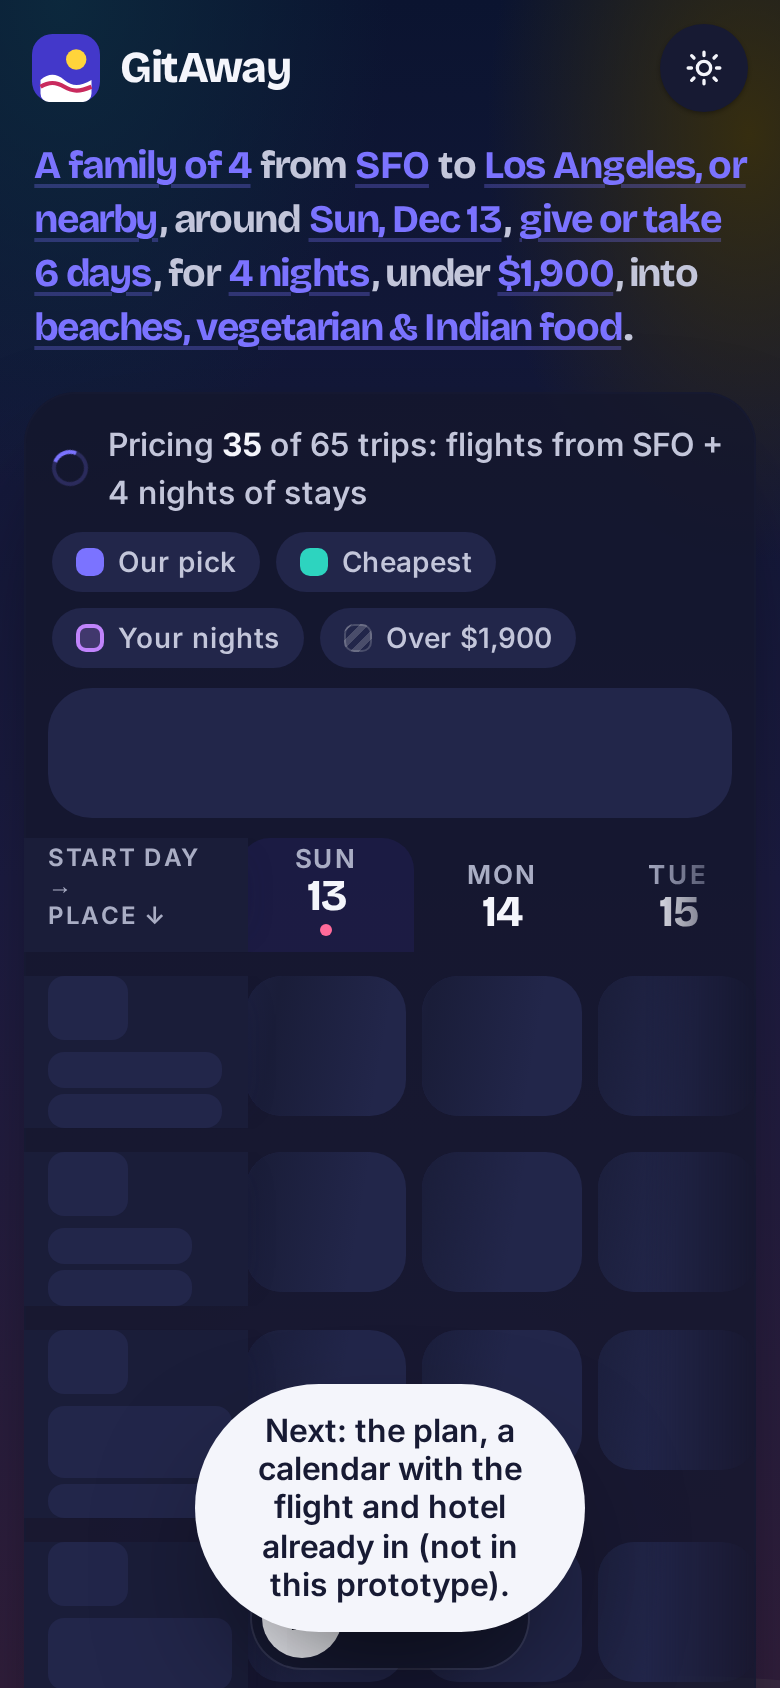 GitAway
A family of 4 from SFO to Los Angeles, or
nearby, around Sun, Dec 13, give or take
6 days, for 4 nights, under $1,900, into
beaches, vegetarian & Indian food.
Pricing 35 of 65 trips: flights from SFO +
4 nights of stays
Our pick
Cheapest
Your nights
Over $1,900
START DAY
→
PLACE ↓
SUN
13
MON
14
TUE
15
Next: the plan, a
calendar with the
flight and hotel
already in (not in
this prototype).